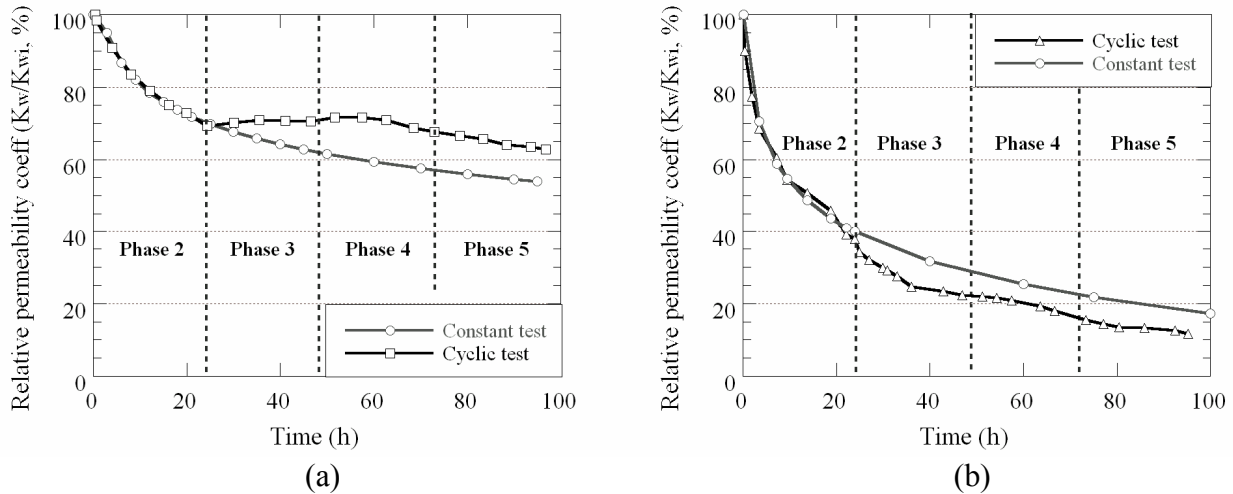 Relative permeability coeff (Kw/Kwi, %)
100
80
60
40
20
0
Phase 2 Phase 3 Phase 4 Phase 5
Constant test
Cyclic test
0 20 40 60 80 100
Time (h)
(a)
Relative permeability coeff (Kw/Kwi, %)
100
80
60
40
20
0
Cyclic test
Constant test
Phase 2 Phase 3 Phase 4 Phase 5
0 20 40 60 80 100
Time (h)
(b)